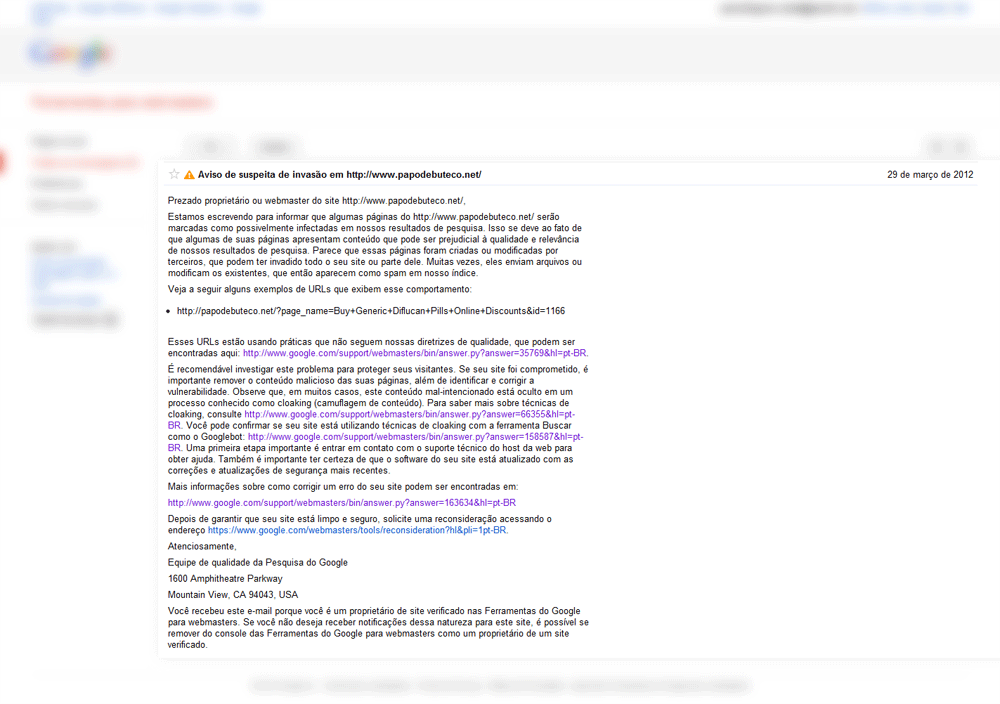 Aviso de suspeita de invasão em http://www.papodebuteco.net/
29 de março de 2012
Prezado proprietário ou webmaster do site http://www.papodebuteco.net/,
Estamos escrevendo para informar que algumas páginas do http://www.papodebuteco.net/ serão
marcadas como possivelmente infectadas em nossos resultados de pesquisa. Isso se deve ao fato de
que algumas de suas páginas apresentam conteúdo que pode ser prejudicial à qualidade e relevância
de nossos resultados de pesquisa. Parece que essas páginas foram criadas ou modificadas por
terceiros, que podem ter invadido todo o seu site ou parte dele. Muitas vezes, eles enviam arquivos ou
modificam os existentes, que então aparecem como spam em nosso índice.
Veja a seguir alguns exemplos de URLs que exibem esse comportamento:
• http://papodebuteco.net/?page_name=Buy+Generic+Diflucan+Pills+Online+Discounts&id=1166
Esses URLs estão usando práticas que não seguem nossas diretrizes de qualidade, que podem ser
encontradas aqui: http://www.google.com/support/webmasters/bin/answer.py?answer=35769&hl=pt-BR.
É recomendável investigar este problema para proteger seus visitantes. Se seu site foi comprometido, é
importante remover o conteúdo malicioso das suas páginas, além de identificar e corrigir a
vulnerabilidade. Observe que, em muitos casos, este conteúdo mal-intencionado está oculto em um
processo conhecido como cloaking (camuflagem de conteúdo). Para saber mais sobre técnicas de
cloaking, consulte http://www.google.com/support/webmasters/bin/answer.py?answer=66355&hl=pt-
BR. Você pode confirmar se seu site está utilizando técnicas de cloaking com a ferramenta Buscar
como o Googlebot: http://www.google.com/support/webmasters/bin/answer.py?answer=158587&hl=pt-
BR. Uma primeira etapa importante é entrar em contato com o suporte técnico do host da web para
obter ajuda. Também é importante ter certeza de que o software do seu site está atualizado com as
correções e atualizações de segurança mais recentes.
Mais informações sobre como corrigir um erro do seu site podem ser encontradas em:
http://www.google.com/support/webmasters/bin/answer.py?answer=163634&hl=pt-BR
Depois de garantir que seu site está limpo e seguro, solicite uma reconsideração acessando o
endereço https://www.google.com/webmasters/tools/reconsideration?hl&pli=1pt-BR.
Atenciosamente,
Equipe de qualidade da Pesquisa do Google
1600 Amphitheatre Parkway
Mountain View, CA 94043, USA
Você recebeu este e-mail porque você é um proprietário de site verificado nas Ferramentas do Google
para webmasters. Se você não deseja receber notificações dessa natureza para este site, é possível se
remover do console das Ferramentas do Google para webmasters como um proprietário de um site
verificado.